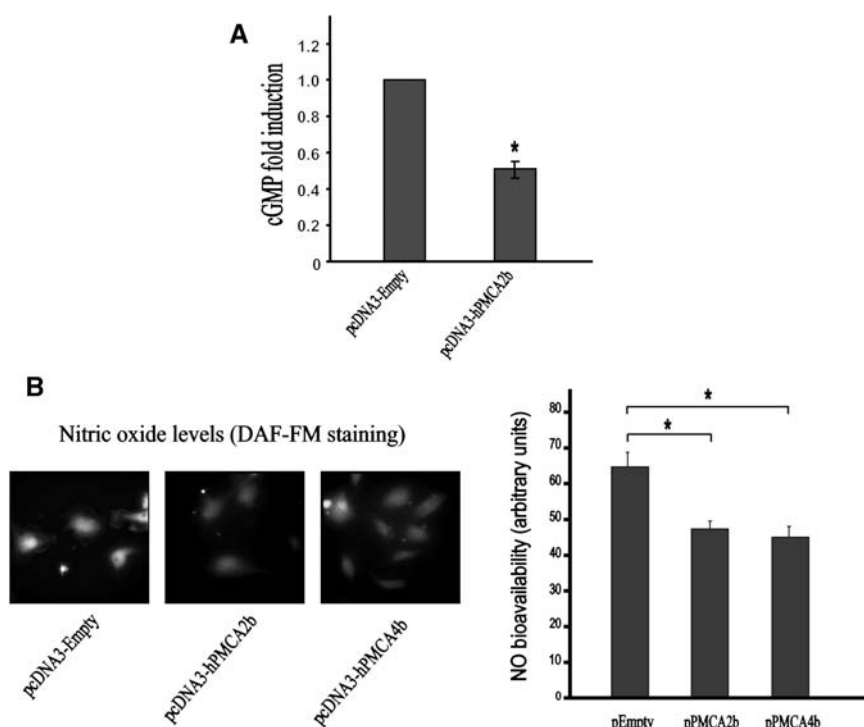 A
cGMP fold induction
1.2
1.0
0.8
0.6
0.4
0.2
0
*
pcDNA3-Empty
pcDNA3-hPMCA2b
B
Nitric oxide levels (DAF-FM staining)
pcDNA3-Empty
pcDNA3-hPMCA2b
pcDNA3-hPMCA4b
NO bioavailability (arbitrary units)
80
70
60
50
40
30
20
10
0
*
*
pEmpty
pPMCA2b
pPMCA4b